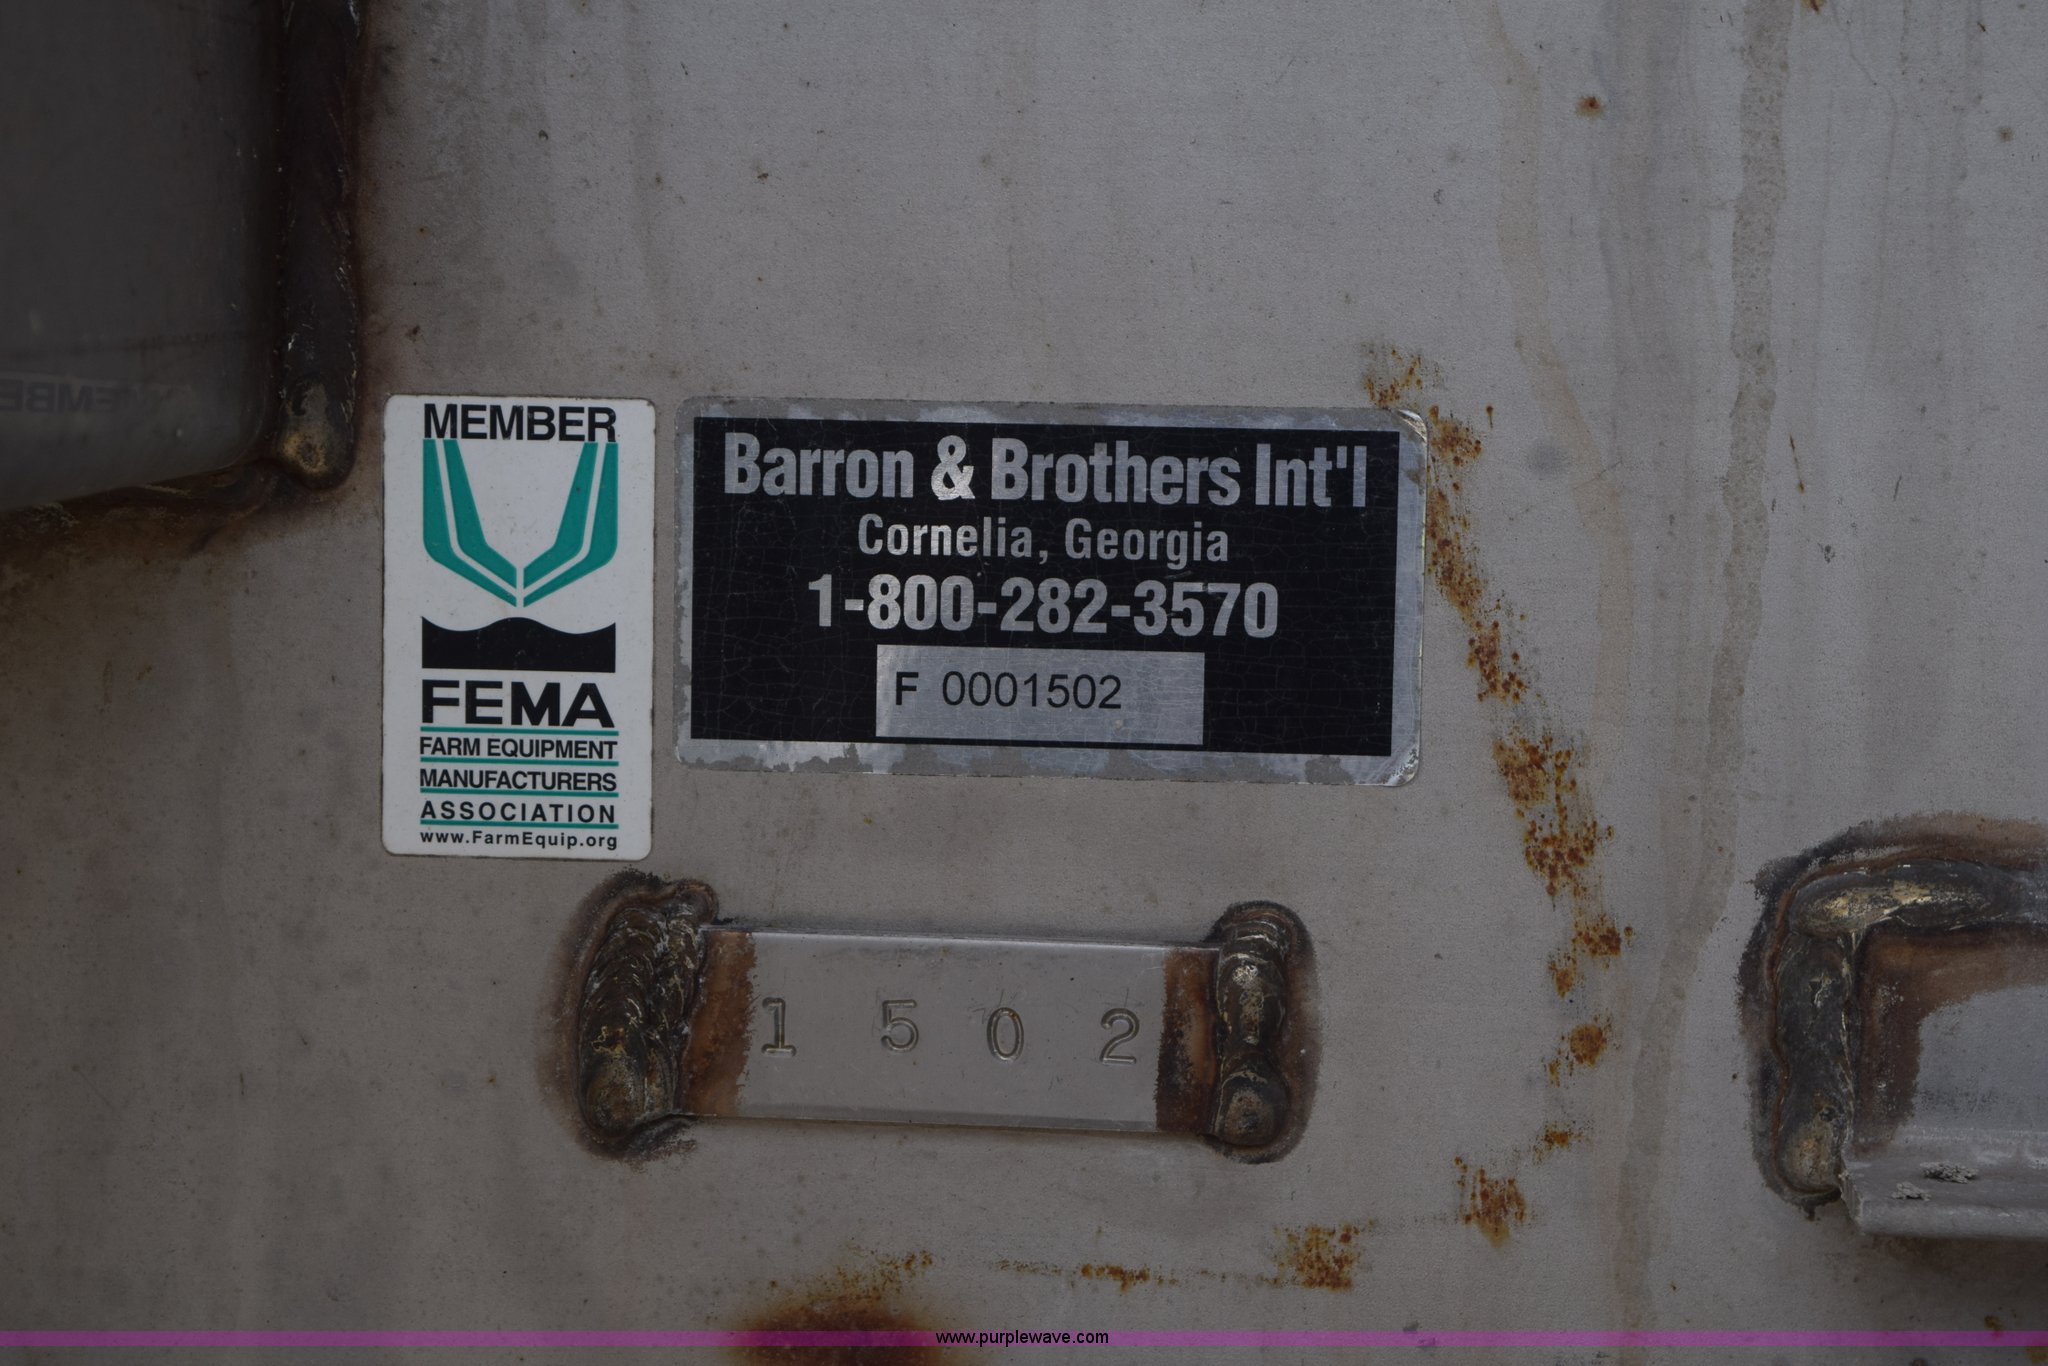 MEMBER
FEMA
FARM EQUIPMENT
MANUFACTURERS
ASSOCIATION
www.FarmEquip.org
Barron & Brothers Int'l
Cornelia, Georgia
1-800-282-3570
F 0001502
1502
www.purplewave.com